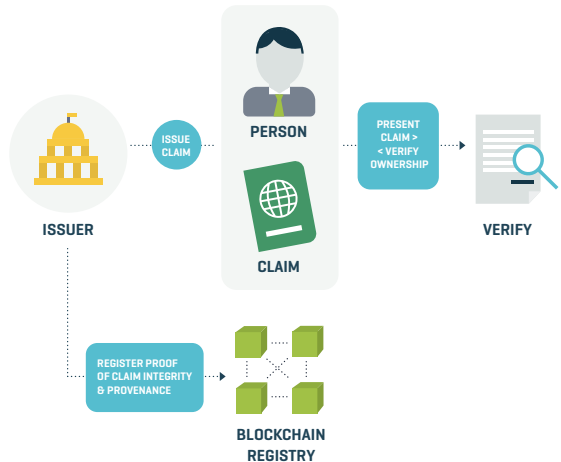 PERSON
ISSUE
CLAIM
PRESENT
CLAIM >
< VERIFY
OWNERSHIP
ISSUER
VERIFY
CLAIM
REGISTER PROOF
OF CLAIM INTEGRITY
& PROVENANCE
BLOCKCHAIN
REGISTRY